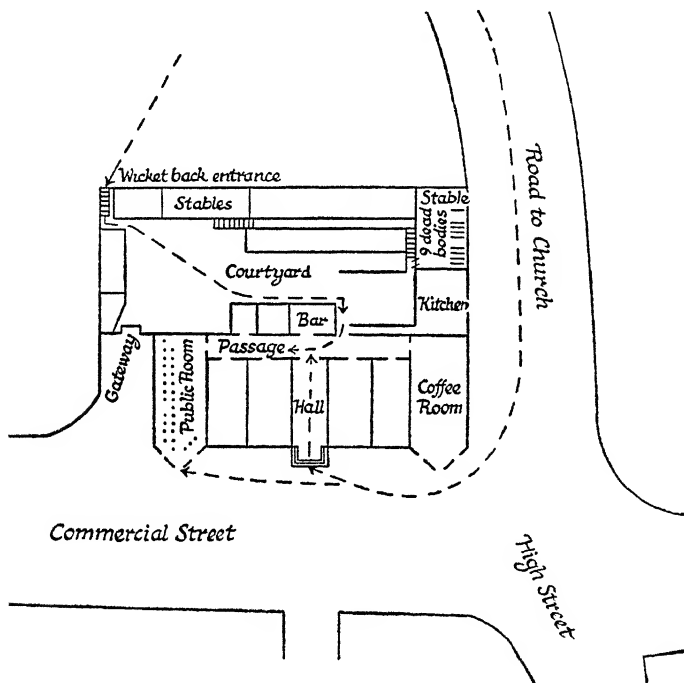 Wicket back entrance
Stables
Stable
9 dead
bodies
Road to Church
Courtyard
Kitchen
Bar
Passage
Gateway
Public Room
Hall
Coffee
Room
Commercial Street
High Street